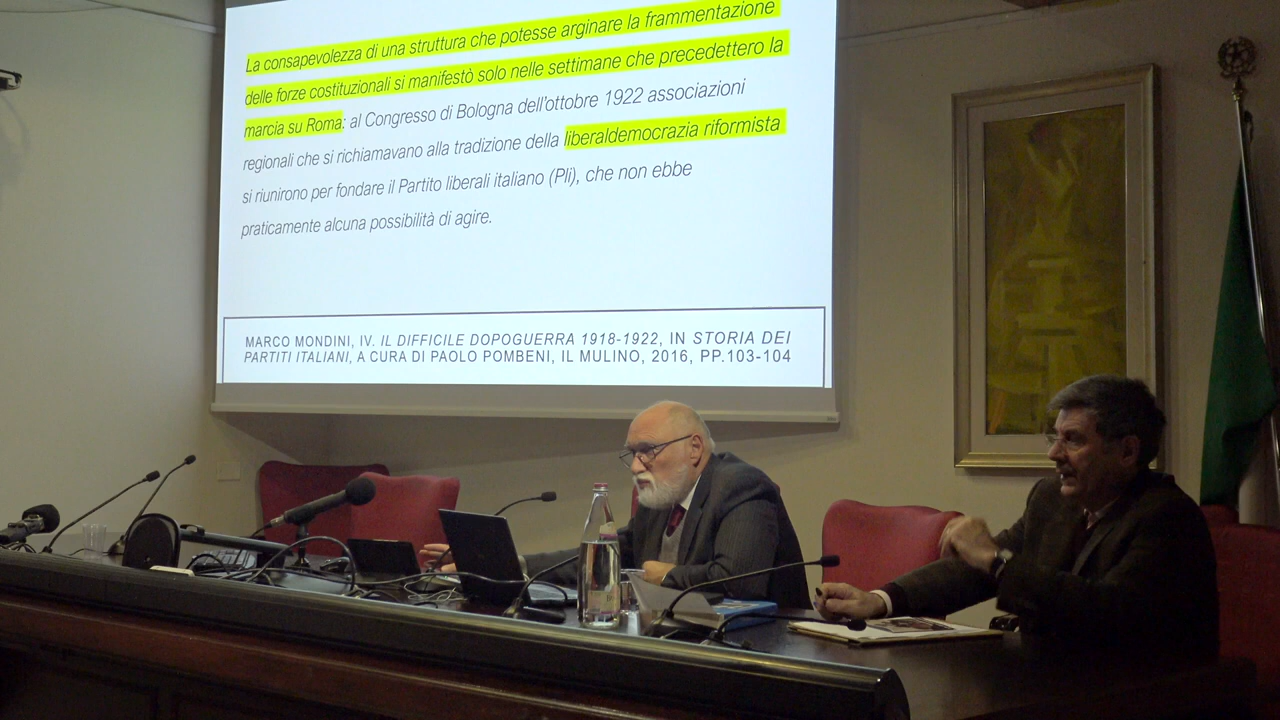 La consapevolezza di una struttura che potesse arginare la frammentazione
delle forze costituzionali si manifestò solo nelle settimane che precedettero la
marcia su Roma: al Congresso di Bologna dell'ottobre 1922 associazioni
regionali che si richiamavano alla tradizione della liberaldemocrazia riformista
si riunirono per fondare il Partito liberali italiano (Pli), che non ebbe
praticamente alcuna possibilità di agire.
MARCO MONDINI, IV. IL DIFFICILE DOPOGUERRA 1918-1922, IN STORIA DEI
PARTITI ITALIANI, A CURA DI PAOLO POMBENI, IL MULINO, 2016, PP.103-104